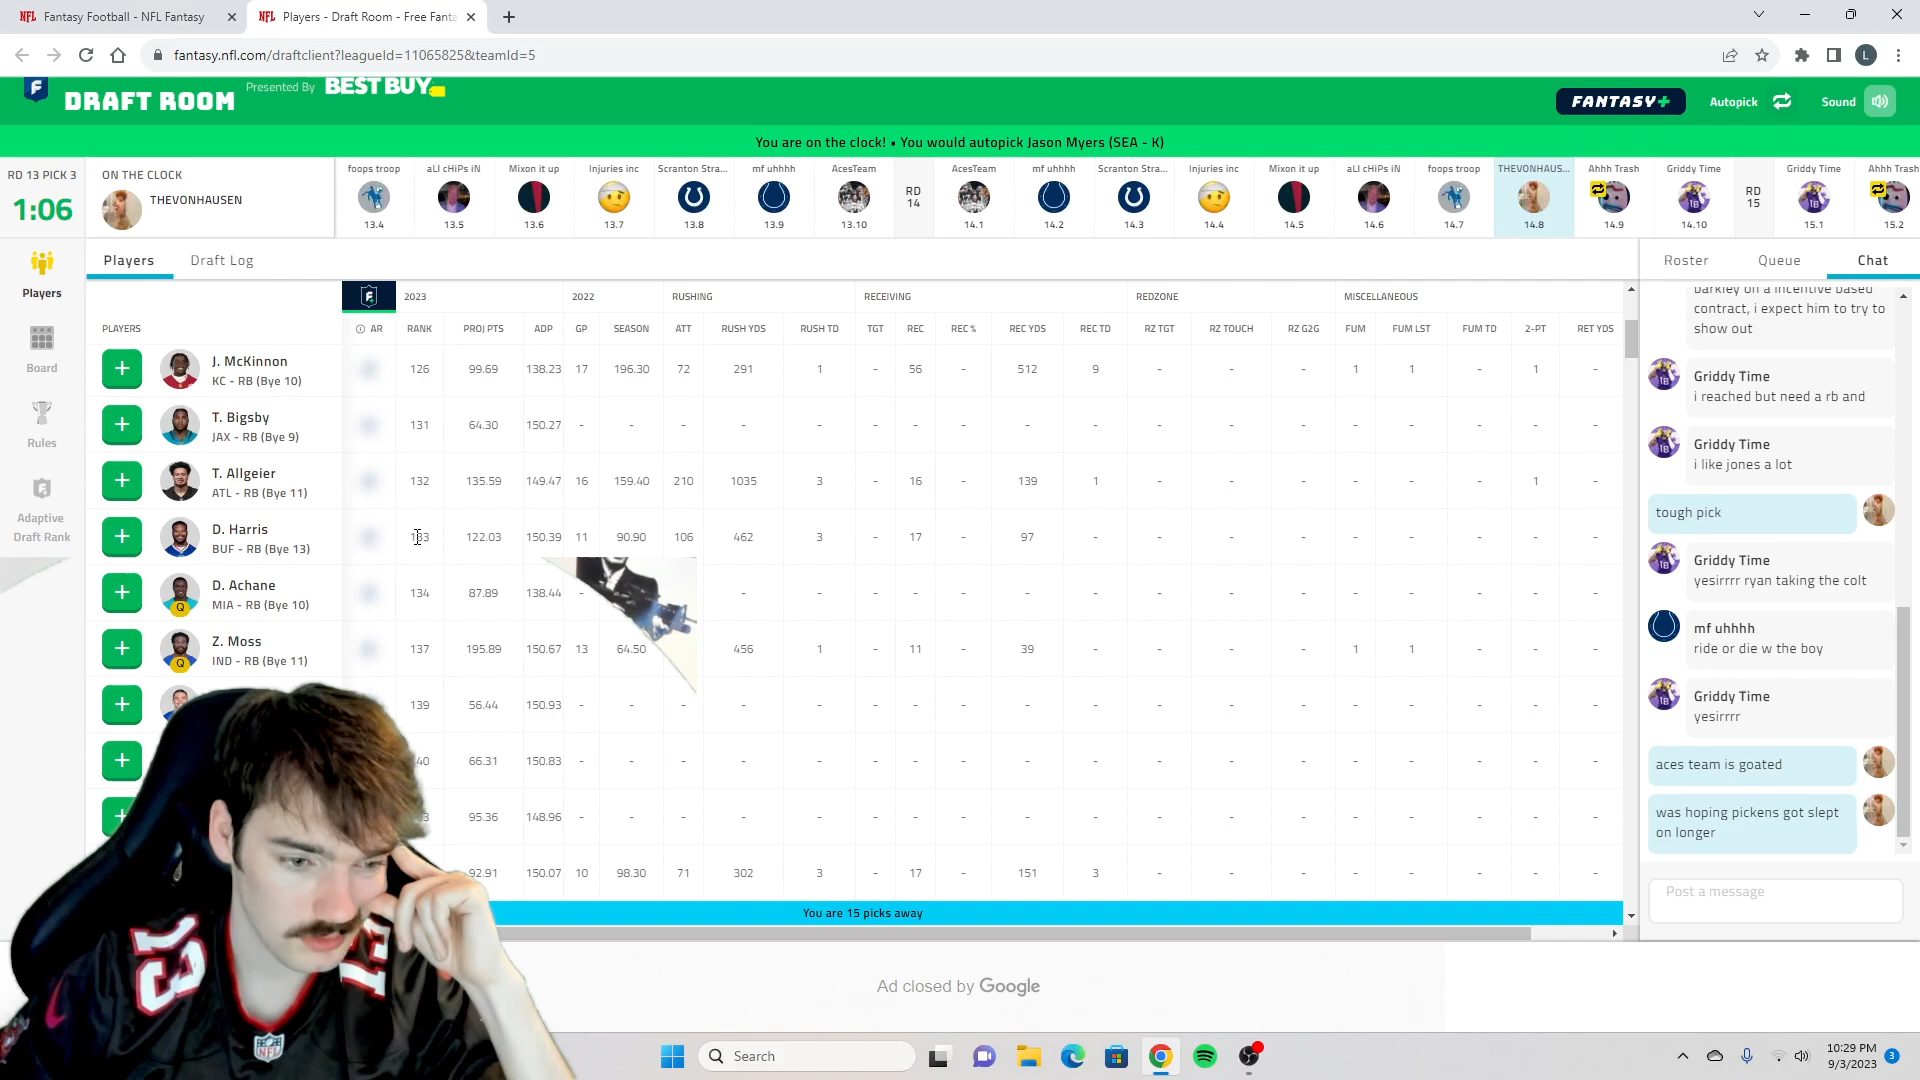 Fantasy Football - NFL Fantasy
Players - Draft Room - Free Fanta
fantasy.nfl.com/draftclient?leagueId=11065825&teamId=5
L
DRAFT ROOM
Presented By BEST BUY
FANTASY+
Autopick
Sound
You are on the clock! • You would autopick Jason Myers (SEA - K)
RD 13 PICK 3
1:06
ON THE CLOCK
THEVONHAUSEN
foops troop aLl cHiPs iN Mixon it up Injuries inc Scranton Stra... mf uhhhh AcesTeam RD 14 AcesTeam mf uhhhh Scranton Stra... Injuries inc Mixon it up aLl cHiPs iN foops troop THEVONHAUS... Ahhh Trash Griddy Time RD 15 Griddy Time Ahhh Trash
13.4 13.5 13.6 13.7 13.8 13.9 13.10 14.1 14.2 14.3 14.4 14.5 14.6 14.7 14.8 14.9 14.10 15.1 15.2
Players
Board
Rules
Adaptive
Draft Rank
Players Draft Log
2023 2022 RUSHING RECEIVING REDZONE MISCELLANEOUS
PLAYERS AR RANK PROJ PTS ADP GP SEASON ATT RUSH YDS RUSH TD TGT REC REC % REC YDS REC TD RZ TGT RZ TOUCH RZ G2G FUM FUM LST FUM TD 2-PT RET YDS
J. McKinnon
KC - RB (Bye 10)
126 99.69 138.23 17 196.30 72 291 1 - 56 - 512 9 - - - 1 1 - 1 -
T. Bigsby
JAX - RB (Bye 9)
131 64.30 150.27 - - - - - - - - - - - - - - - - - -
T. Allgeier
ATL - RB (Bye 11)
132 135.59 149.47 16 159.40 210 1035 3 - 16 - 139 1 - - - - - - 1 -
D. Harris
BUF - RB (Bye 13)
122.03 150.39 11 90.90 106 462 3 - 17 - 97 - - - - - - - - -
D. Achane
Q
MIA - RB (Bye 10)
134 87.89 138.44 - - - - - - - - - - - - - - - -
Z. Moss
Q
IND - RB (Bye 11)
137 195.89 150.67 13 64.50 456 1 - 11 - 39 - - - - 1 1 - - -
139 56.44 150.93 - - - - - - - - - - - - - - - - - -
66.31 150.83 - - - - - - - - - - - - - - - - - -
95.36 148.96 - - - - - - - - - - - - - - - - - -
92.91 150.07 10 98.30 71 302 3 - 17 - 151 3 - - - - - - - -
You are 15 picks away
Roster Queue Chat
barkley on a incentive based
contract, i expect him to try to
show out
Griddy Time
i reached but need a rb and
Griddy Time
i like jones a lot
tough pick
Griddy Time
yesirrrr ryan taking the colt
mf uhhhh
ride or die w the boy
Griddy Time
yesirrrr
aces team is goated
was hoping pickens got slept
on longer
Post a message
Ad closed by Google
Search
10:29 PM
9/3/2023
3